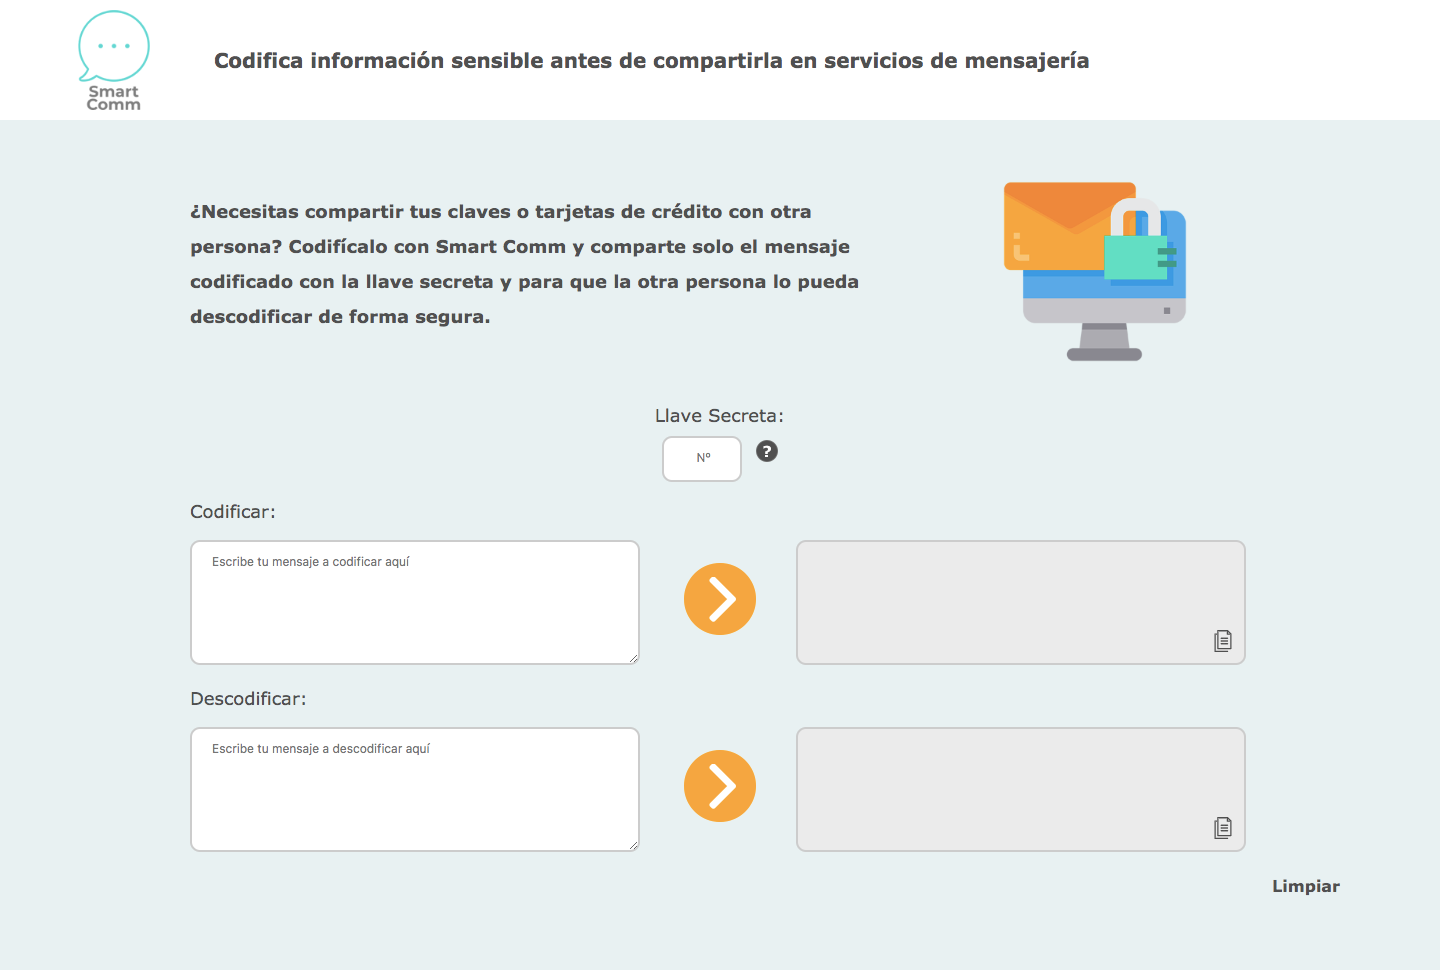 Smart
Comm
Codifica información sensible antes de compartirla en servicios de mensajería
¿Necesitas compartir tus claves o tarjetas de crédito con otra
persona? Codifícalo con Smart Comm y comparte solo el mensaje
codificado con la llave secreta y para que la otra persona lo pueda
descodificar de forma segura.
Llave Secreta:
Nº
?
Codificar:
Escribe tu mensaje a codificar aquí
Descodificar:
Escribe tu mensaje a descodificar aquí
Limpiar